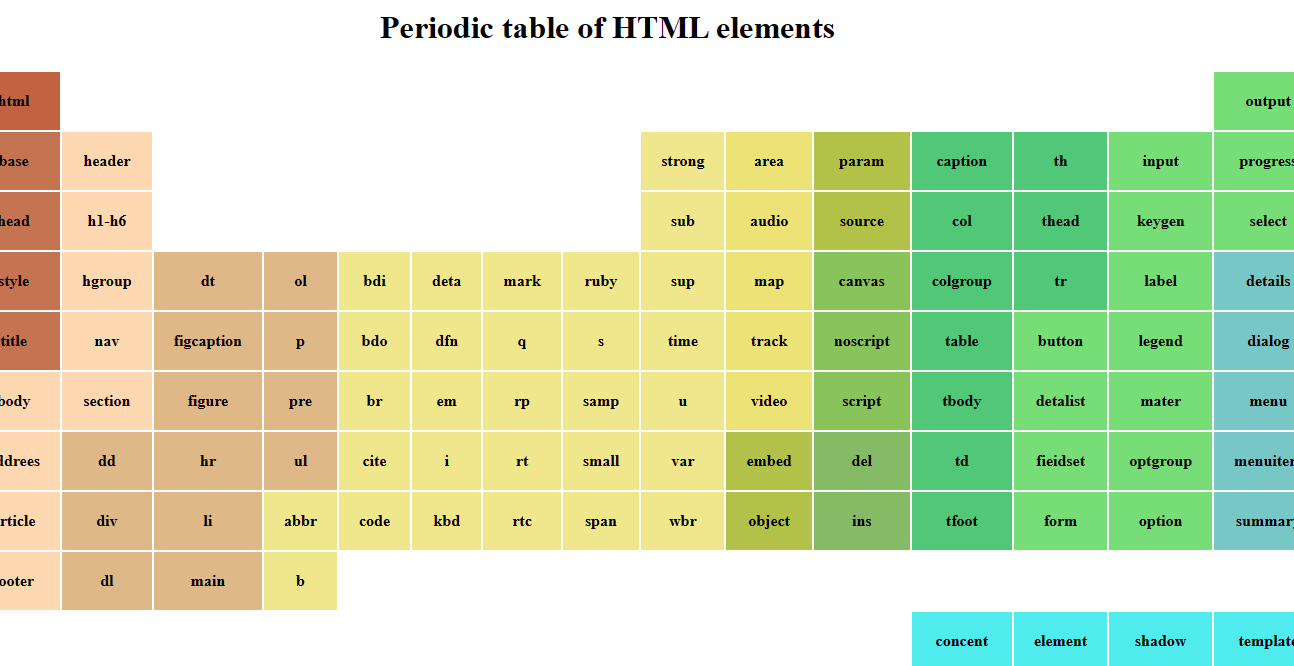 Periodic table of HTML elements
html output
base header strong area param caption th input progress
head h1-h6 sub audio source col thead keygen select
style hgroup dt ol bdi deta mark ruby sup map canvas colgroup tr label details
title nav figcaption p bdo dfn q s time track noscript table button legend dialog
body section figure pre br em rp samp u video script tbody detalist mater menu
ddrees dd hr ul cite i rt small var embed del td fieidset optgroup menuiter
rticle div li abbr code kbd rtc span wbr object ins tfoot form option summary
ooter dl main b
concent element shadow template